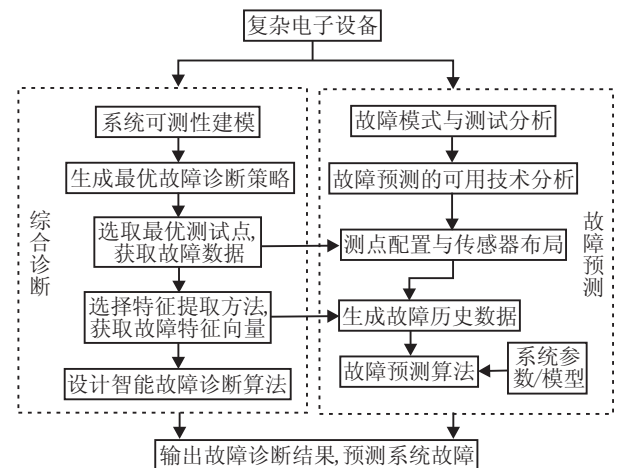 复杂电子设备
综合诊断
系统可测性建模
生成最优故障诊断策略
选取最优测试点,
获取故障数据
选择特征提取方法,
获取故障特征向量
设计智能故障诊断算法
故障预测
故障模式与测试分析
故障预测的可用技术分析
测点配置与传感器布局
生成故障历史数据
故障预测算法
系统参
数/模型
输出故障诊断结果,预测系统故障